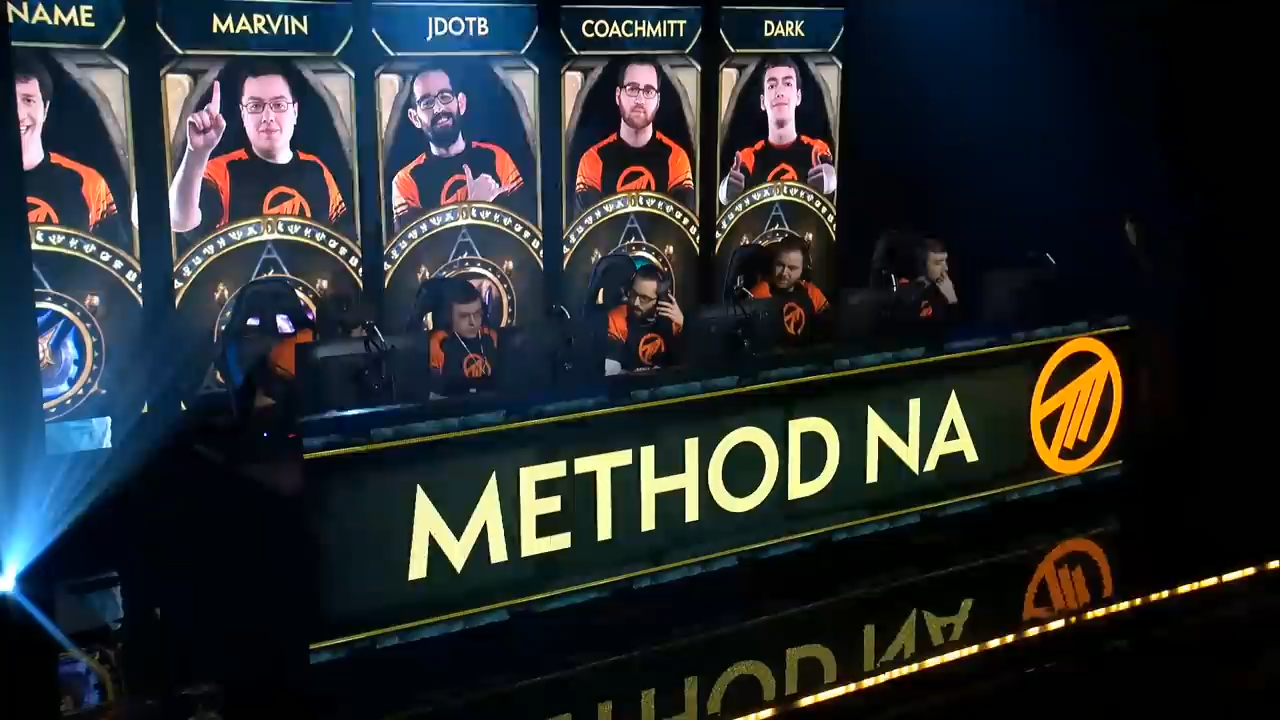 NAME
MARVIN
JDOTB
COACHMITT
DARK
METHOD NA